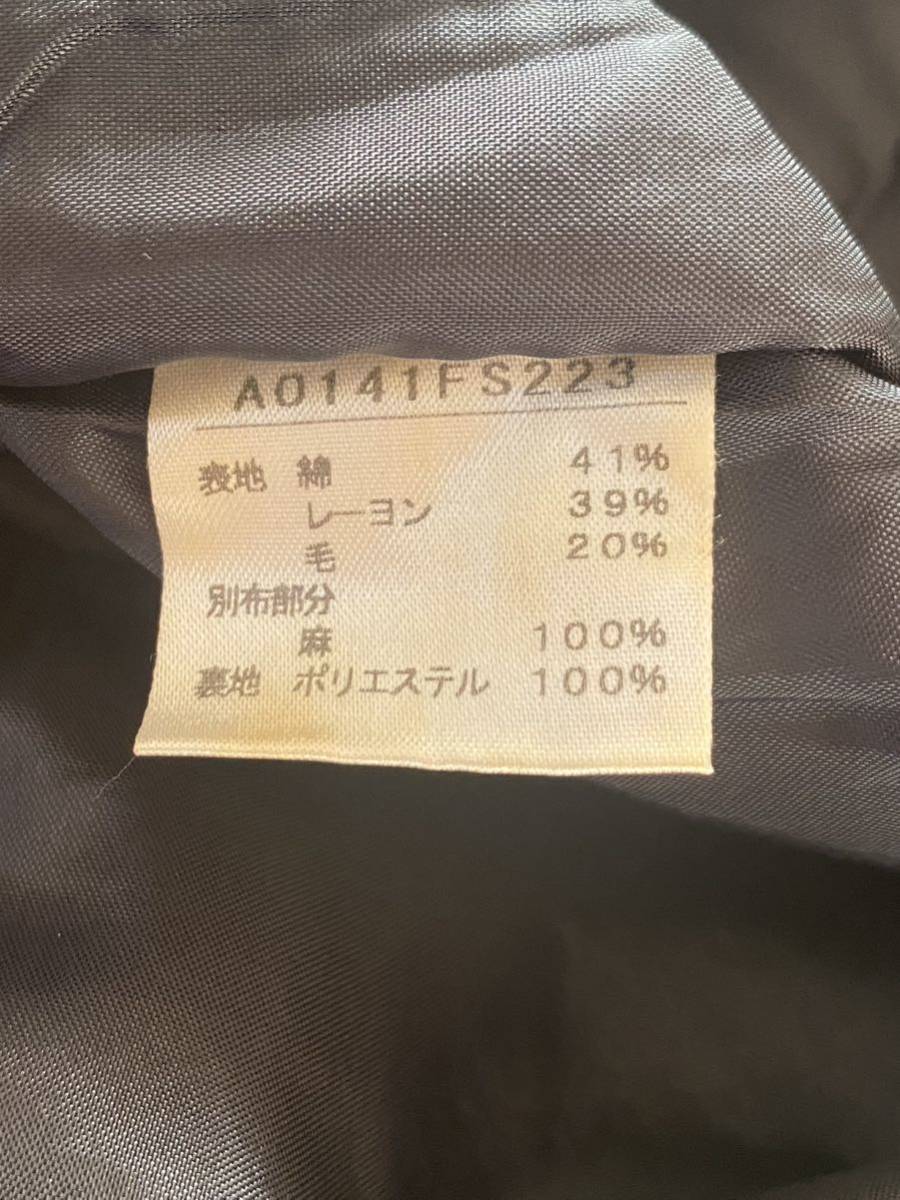 A0141FS223
表地 綿 41%
レーヨン 39%
毛 20%
別布部分
麻 100%
裏地 ポリエステル 100%